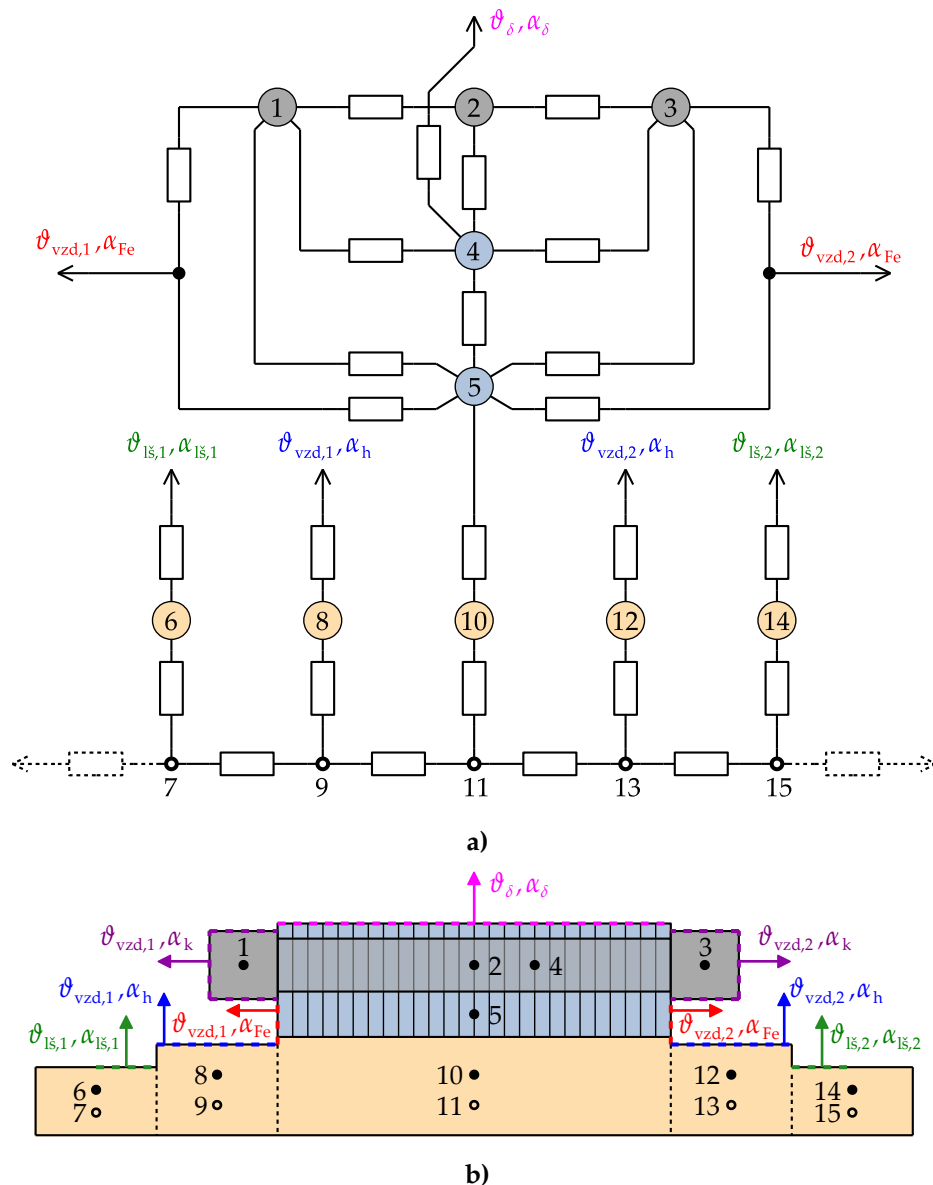 ϑδ, αδ
1 2 3
ϑvzd,1, αFe 4 ϑvzd,2, αFe
5
ϑlš,1, αlš,1 ϑvzd,1, αh ϑvzd,2, αh ϑlš,2, αlš,2
6 8 10 12 14
7 9 11 13 15
a)
ϑδ, αδ
ϑvzd,1, αk 1 2 4 3 ϑvzd,2, αk
ϑvzd,1, αh ϑvzd,2, αh
ϑlš,1, αlš,1 ϑvzd,1, αFe 5 ϑvzd,2, αFe ϑlš,2, αlš,2
6 8 10 12 14
7 9 11 13 15
b)